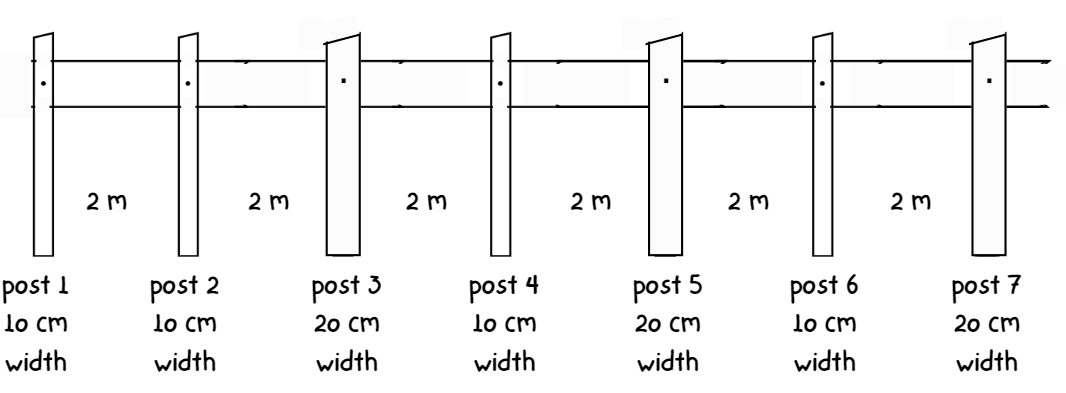 2 m 2 m 2 m 2 m 2 m 2 m
post 1 post 2 post 3 post 4 post 5 post 6 post 7
10 cm 10 cm 20 cm 10 cm 20 cm 10 cm 20 cm
width width width width width width width